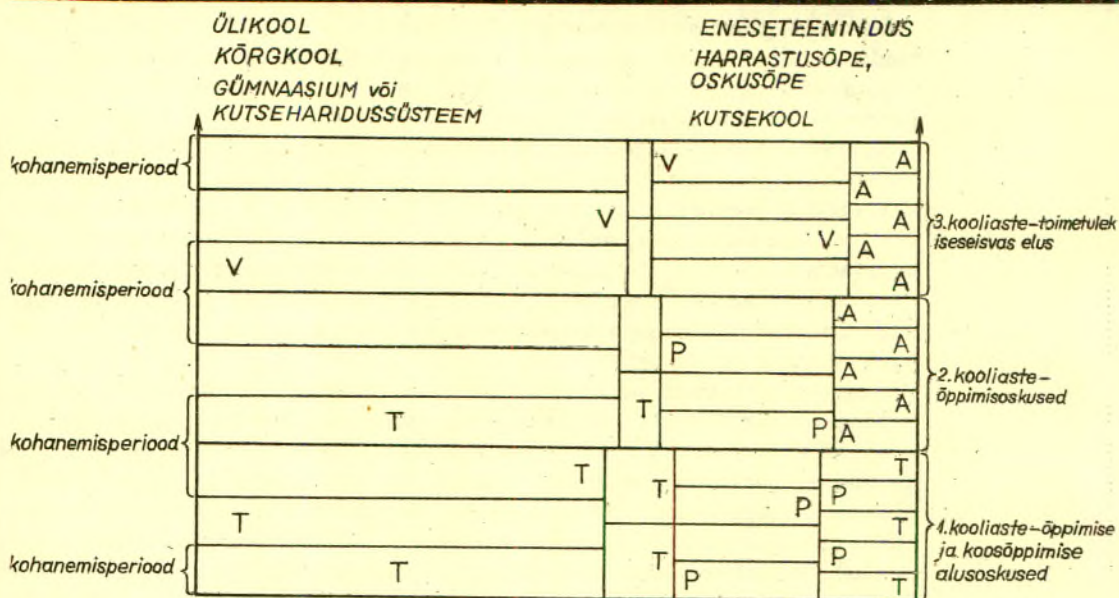 ÜLIKOOL
KÕRGKOOL
GÜMNAASIUM või
KUTSEHARIDUSSÜSTEEM
ENESETEENINDUS
HARRASTUSÕPE,
OSKUSÕPE
KUTSEKOOL
kohanemisperiood
kohanemisperiood
kohanemisperiood
kohanemisperiood
V
V
V
V
A
A
A
A
A
3.kooliaste-toimetulek
iseseisvas elus
T
T
P
P
A
A
A
A
A
2.kooliaste-
õppimisoskused
T
T
T
T
T
P
P
T
P
T
P
T
1.kooliaste-õppimise
ja koosõppimise
alusoskused